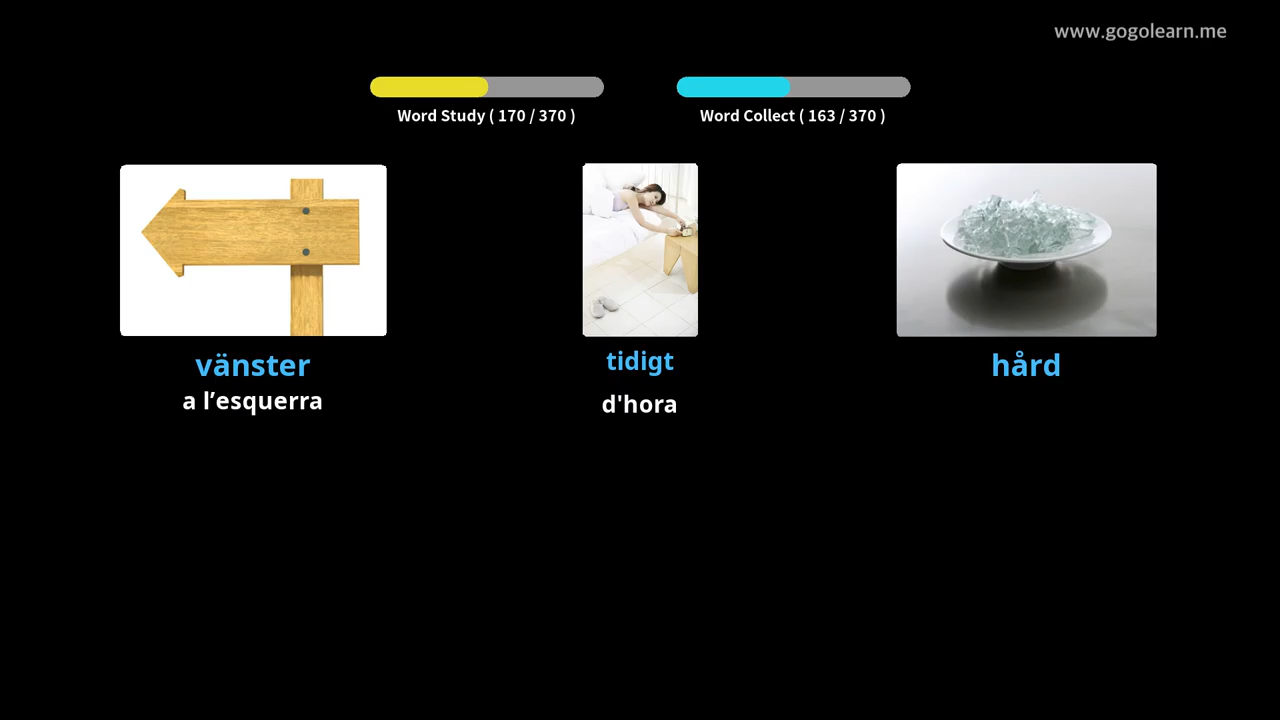 www.gogolearn.me
Word Study ( 170 / 370 )
Word Collect ( 163 / 370 )
vänster
tidigt
hård
a l’esquerra
d'hora